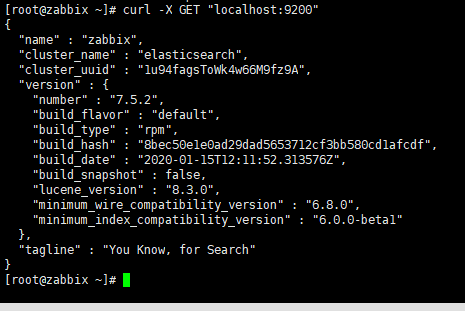 [root@zabbix ~]# curl -X GET "localhost:9200"
{
  "name" : "zabbix",
  "cluster_name" : "elasticsearch",
  "cluster_uuid" : "1u94fagsToWk4w66M9fz9A",
  "version" : {
    "number" : "7.5.2",
    "build_flavor" : "default",
    "build_type" : "rpm",
    "build_hash" : "8bec50e1e0ad29dad5653712cf3bb580cd1afcdf",
    "build_date" : "2020-01-15T12:11:52.313576Z",
    "build_snapshot" : false,
    "lucene_version" : "8.3.0",
    "minimum_wire_compatibility_version" : "6.8.0",
    "minimum_index_compatibility_version" : "6.0.0-beta1"
  },
  "tagline" : "You Know, for Search"
}
[root@zabbix ~]#